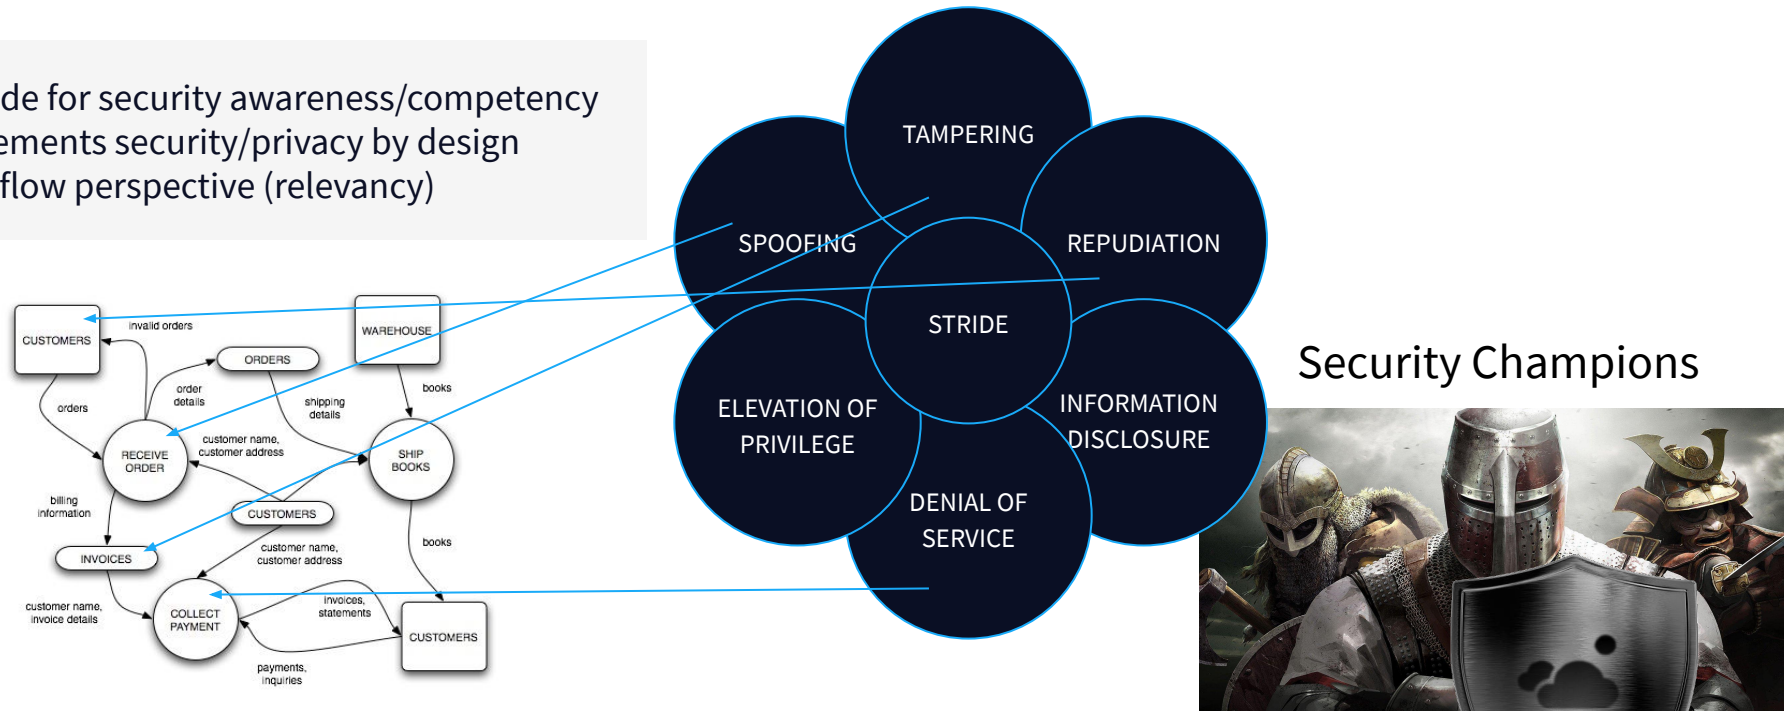 de for security awareness/competency
ements security/privacy by design
flow perspective (relevancy)
TAMPERING
SPOOFING
REPUDIATION
STRIDE
ELEVATION OF
PRIVILEGE
INFORMATION
DISCLOSURE
DENIAL OF
SERVICE
Security Champions
CUSTOMERS
invalid orders
WAREHOUSE
ORDERS
order
details
books
orders
shipping
details
customer name,
customer address
RECEIVE
ORDER
SHIP
BOOKS
billing
information
CUSTOMERS
books
INVOICES
customer name,
customer address
customer name,
invoice details
COLLECT
PAYMENT
invoices,
statements
CUSTOMERS
payments,
inquiries